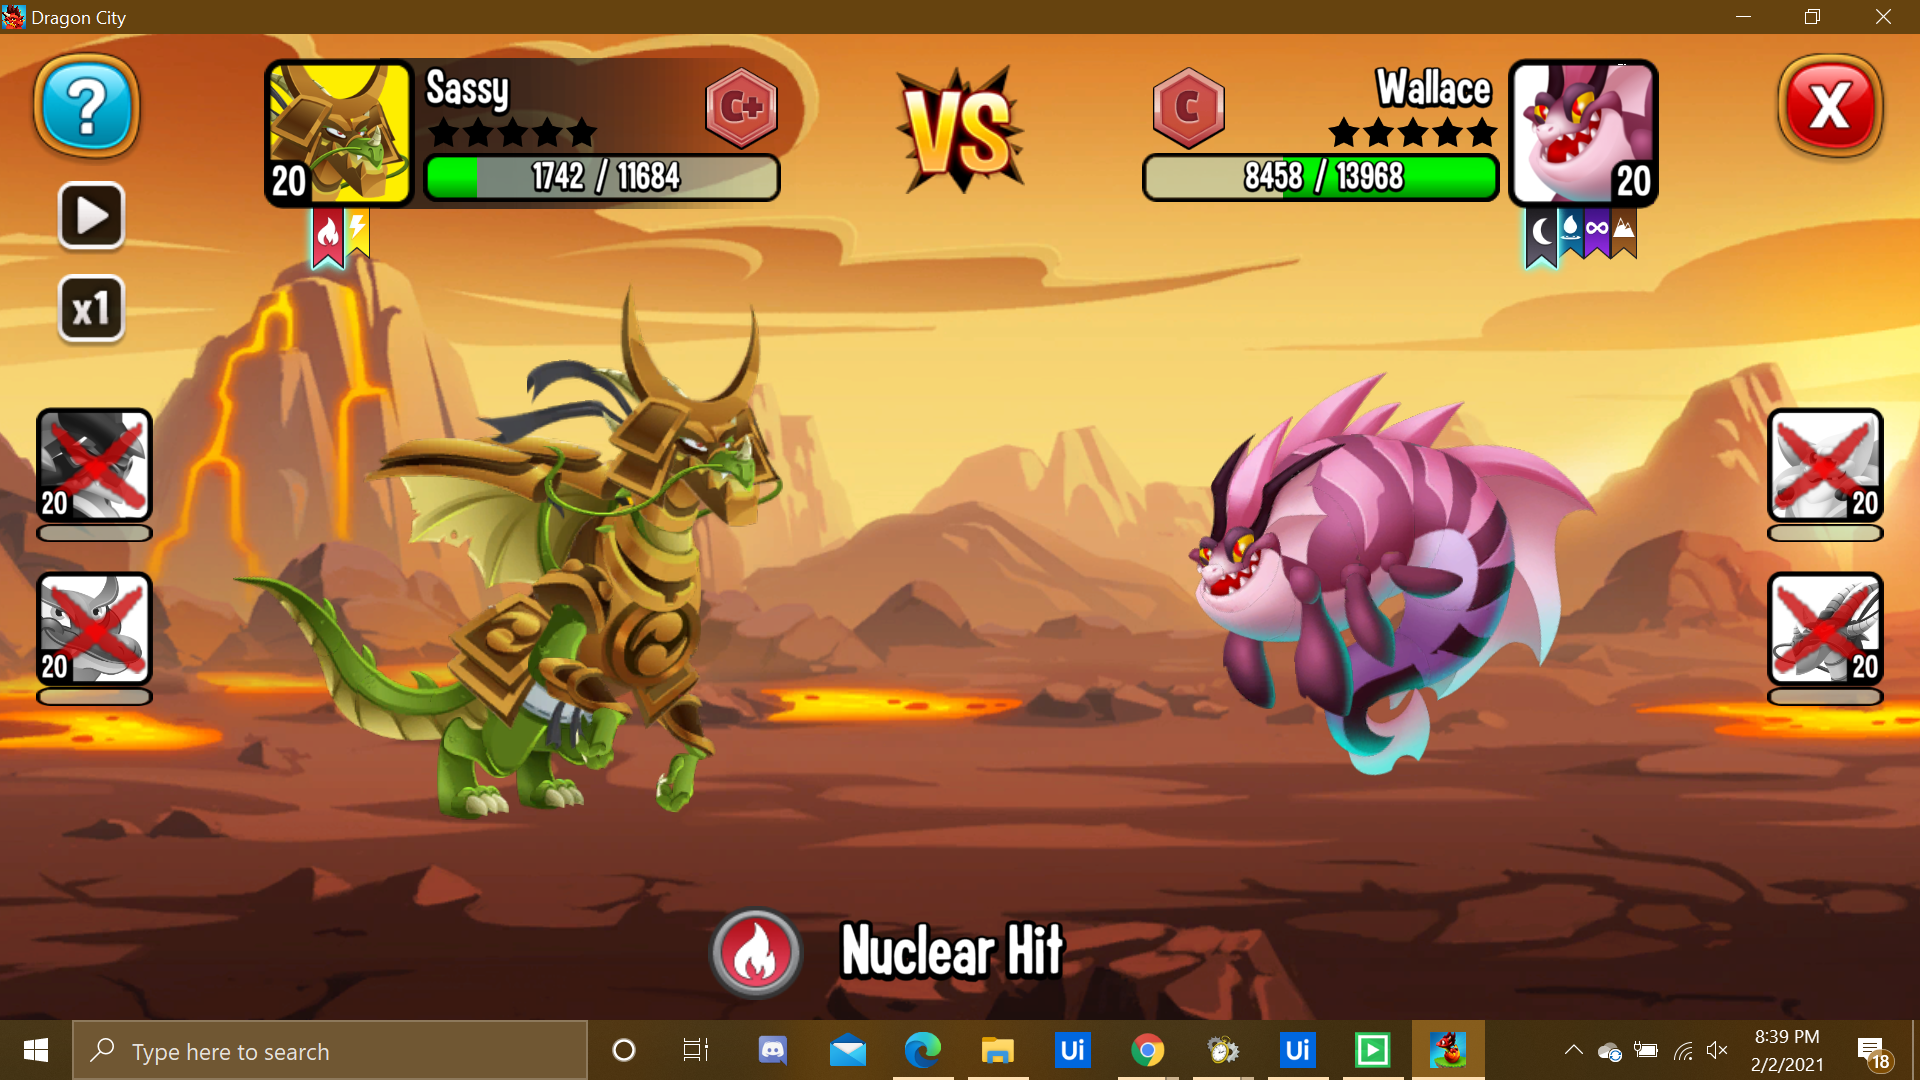 Dragon City
?
Sassy
C+
20
1742 / 11684
VS
Wallace
C
20
8458 / 13968
X
x1
20
20
20
20
Nuclear Hit
Type here to search
Ui
Ui
8:39 PM
2/2/2021
18